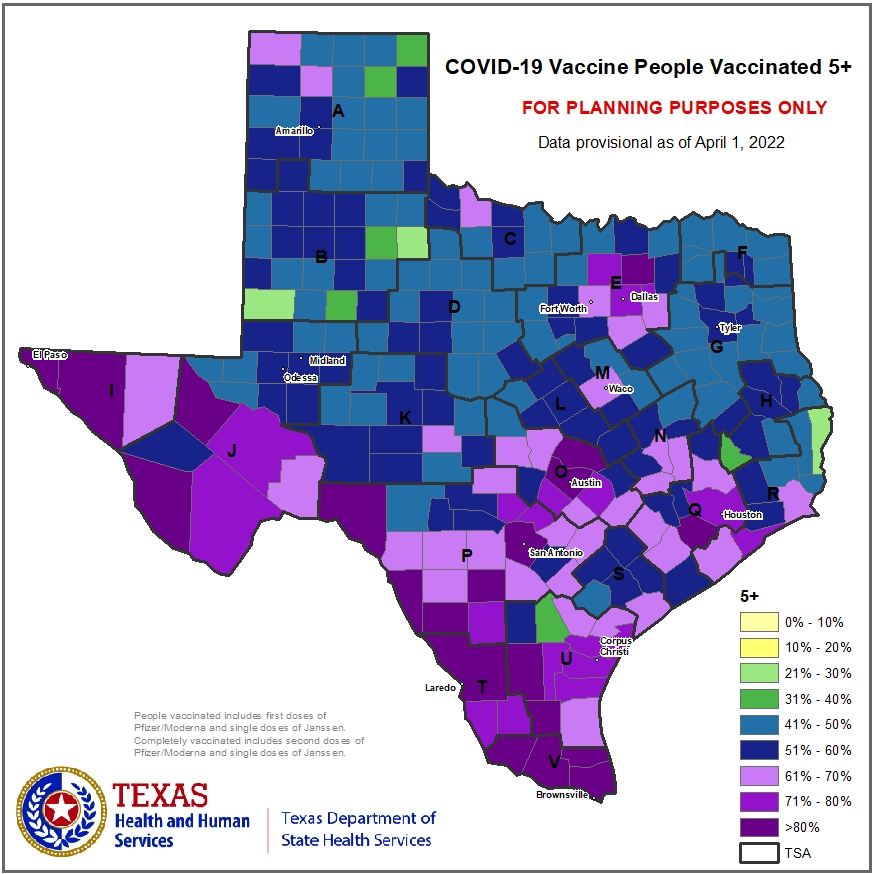 COVID-19 Vaccine People Vaccinated 5+
FOR PLANNING PURPOSES ONLY
Data provisional as of April 1, 2022
A
Amarillo
B
C
D
E
F
Fort Worth
Dallas
Tyler
G
El Paso
Midland
Odessa
I
M
Waco
H
L
K
J
N
O
Austin
R
Q
Houston
P
San Antonio
S
5+
0% - 10%
10% - 20%
21% - 30%
31% - 40%
41% - 50%
51% - 60%
61% - 70%
71% - 80%
>80%
TSA
Corpus
Christi
U
T
Laredo
V
Brownsville
People vaccinated includes first doses of
Pfizer/Moderna and single doses of Janssen.
Completely vaccinated includes second doses of
Pfizer/Moderna and single doses of Janssen.
TEXAS
Health and Human
Services
Texas Department of
State Health Services